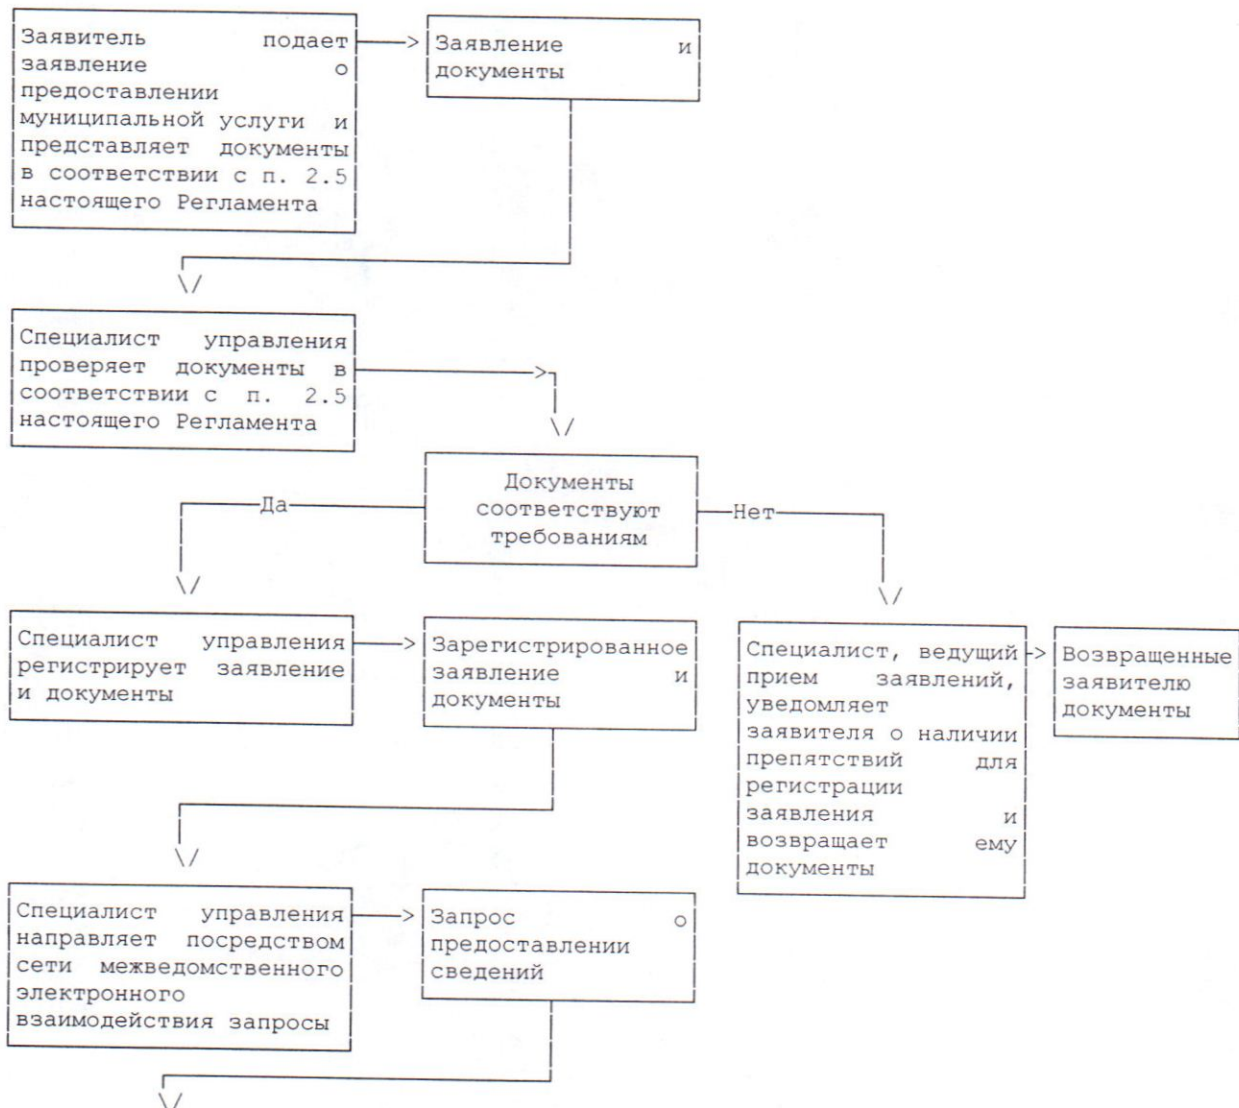 Заявитель подает
заявление о
предоставлении
муниципальной услуги и
представляет документы
в соответствии с п. 2.5
настоящего Регламента
Заявление и
документы
Специалист управления
проверяет документы в
соответствии с п. 2.5
настоящего Регламента
Документы
соответствуют
требованиям
Да
Нет
Специалист управления
регистрирует заявление
и документы
Зарегистрированное
заявление и
документы
Специалист, ведущий
прием заявлений,
уведомляет
заявителя о наличии
препятствий для
регистрации
заявления и
возвращает ему
документы
Возвращенные
заявителю
документы
Специалист управления
направляет посредством
сети межведомственного
электронного
взаимодействия запросы
Запрос о
предоставлении
сведений